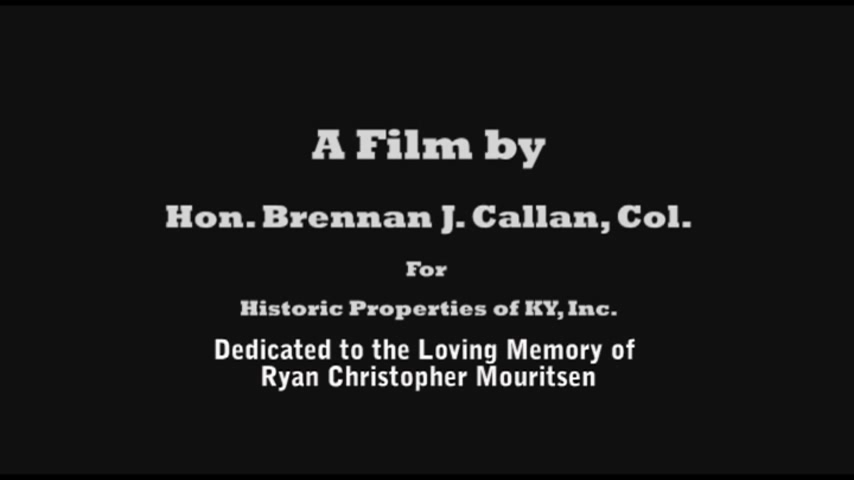 A Film by
Hon. Brennan J. Callan, Col.
For
Historic Properties of KY, Inc.
Dedicated to the Loving Memory of
Ryan Christopher Mouritsen